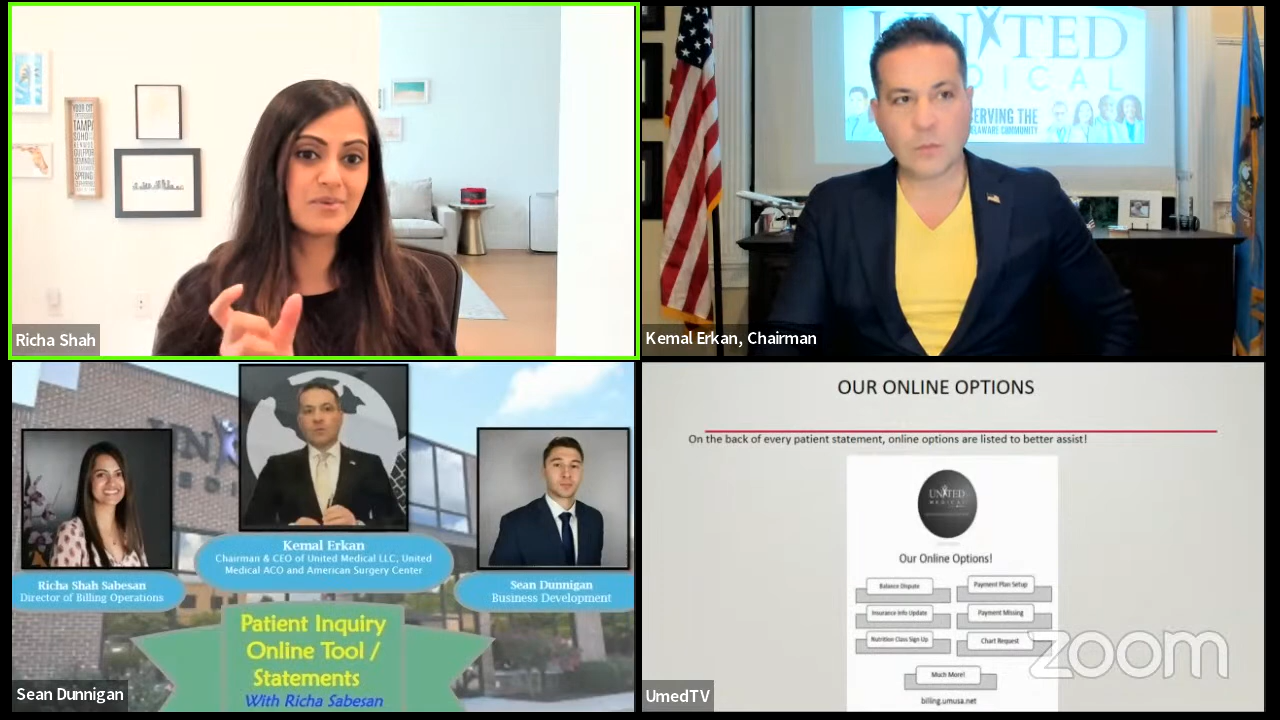 TAMPA
SOHO
SPRING
Richa Shah
UNITED
MEDICAL
SERVING THE
DELAWARE COMMUNITY
Kemal Erkan, Chairman
Kemal Erkan
Chairman & CEO of United Medical LLC, United
Medical ACO and American Surgery Center
Richa Shah Sabesan
Director of Billing Operations
Sean Dunnigan
Business Development
Patient Inquiry
Online Tool /
Statements
With Richa Sabesan
Sean Dunnigan
OUR ONLINE OPTIONS
On the back of every patient statement, online options are listed to better assist!
UNITED
MEDICAL
Our Online Options!
Balance Dispute
Payment Plan Setup
Insurance Info Update
Payment Missing
Nutrition Class Sign Up
Chart Request
Much More!
billing.umusa.net
zoom
UmedTV